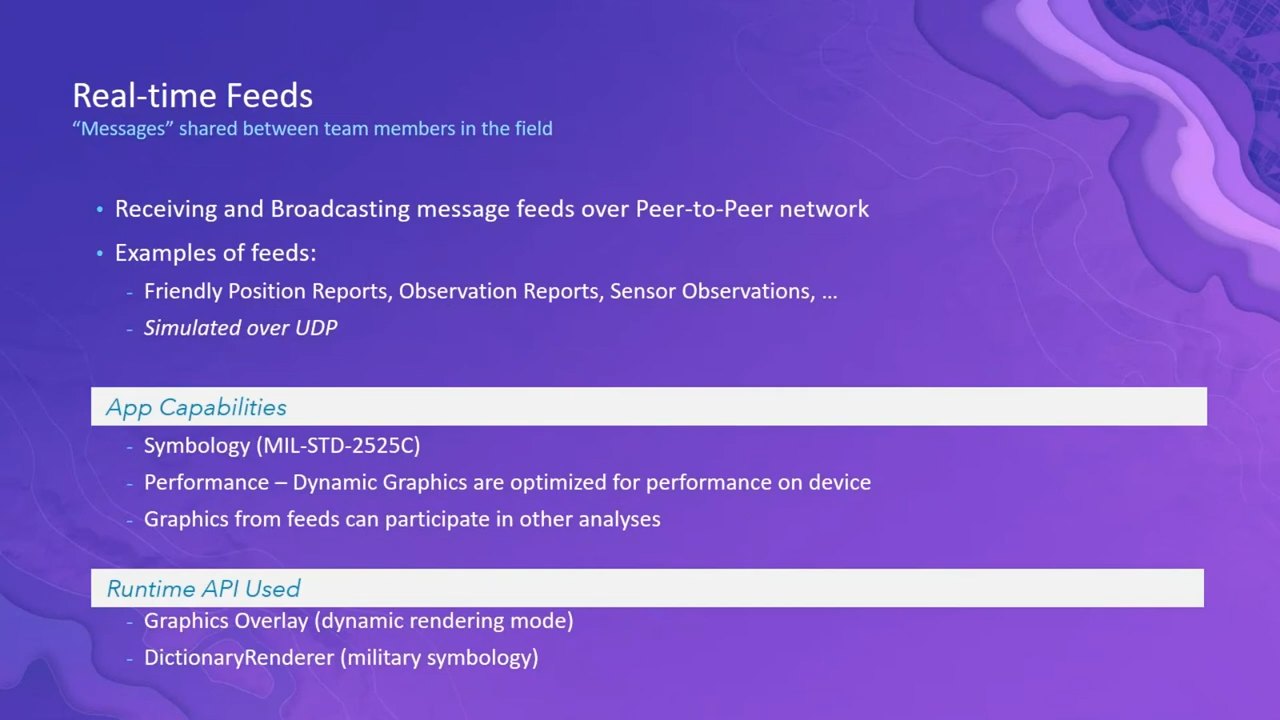 Real-time Feeds
“Messages” shared between team members in the field
• Receiving and Broadcasting message feeds over Peer-to-Peer network
• Examples of feeds:
- Friendly Position Reports, Observation Reports, Sensor Observations, ...
- Simulated over UDP
App Capabilities
- Symbology (MIL-STD-2525C)
- Performance – Dynamic Graphics are optimized for performance on device
- Graphics from feeds can participate in other analyses
Runtime API Used
- Graphics Overlay (dynamic rendering mode)
- DictionaryRenderer (military symbology)